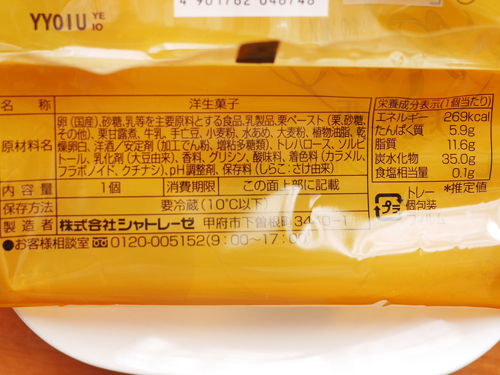 4901782046748
YYOIU YE
10
名称 洋生菓子
原材料名 卵(国産)、砂糖、乳等を主要原料とする食品、乳製品、栗ペースト(栗、砂糖、
その他)、栗甘露煮、牛乳、手亡豆、小麦粉、水あめ、大麦粉、植物油脂、乾
燥卵白、洋酒/安定剤(加工でん粉、増粘多糖類)、トレハロース、ソルビ
トール、乳化剤(大豆由来)、香料、グリシン、酸味料、着色料(カラメル、
フラボノイド、クチナシ)、pH調整剤、保存料(しらこ:さけ由来)
内容量 1個 消費期限 この面上部に記載
保存方法 要冷蔵(10℃以下)
製造者 株式会社シャトレーゼ 甲府市下曽根町3440-1
●お客様相談室 0120-005152(9:00〜17:00)
栄養成分表示(1個当たり)
エネルギー 269kcal
たんぱく質 5.9g
脂質 11.6g
炭水化物 35.0g
食塩相当量 0.1g
*推定値
プラ
トレー
個包装